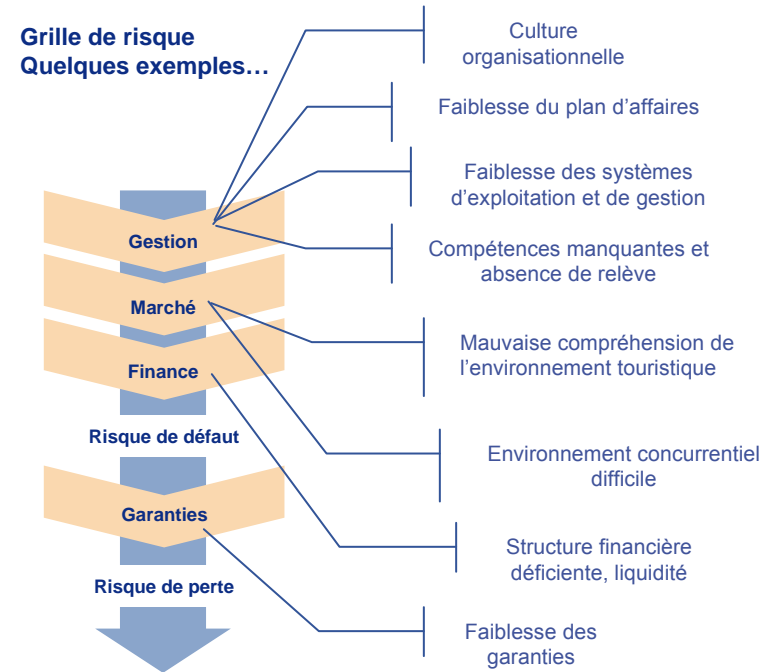 Grille de risque
Quelques exemples…
Culture
organisationnelle
Faiblesse du plan d’affaires
Faiblesse des systèmes
d’exploitation et de gestion
Compétences manquantes et
absence de relève
Mauvaise compréhension de
l’environnement touristique
Environnement concurrentiel
difficile
Structure financière
déficiente, liquidité
Faiblesse des
garanties
Gestion
Marché
Finance
Risque de défaut
Garanties
Risque de perte